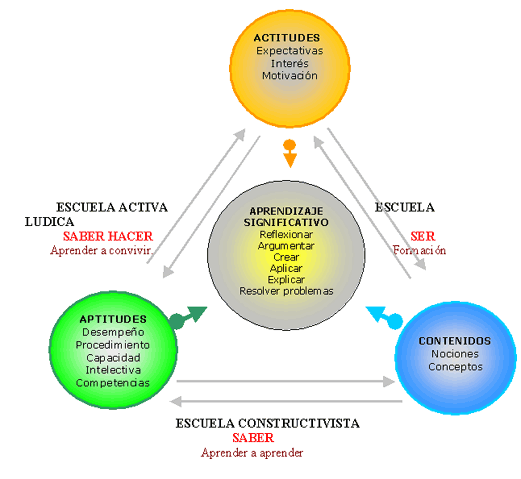 ACTITUDES
Expectativas
Interés
Motivación
ESCUELA ACTIVA
LUDICA
SABER HACER
Aprender a convivir
ESCUELA
SER
Formación
APRENDIZAJE
SIGNIFICATIVO
Reflexionar
Argumentar
Crear
Aplicar
Explicar
Resolver problemas
APTITUDES
Desempeño
Procedimiento
Capacidad
Intelectiva
Competencias
CONTENIDOS
Nociones
Conceptos
ESCUELA CONSTRUCTIVISTA
SABER
Aprender a aprender